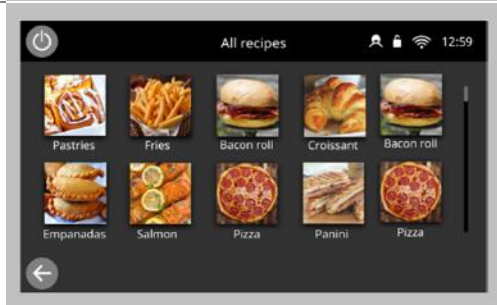 All recipes
12:59
Pastries Fries Bacon roll Croissant Bacon roll
Empanadas Salmon Pizza Panini Pizza